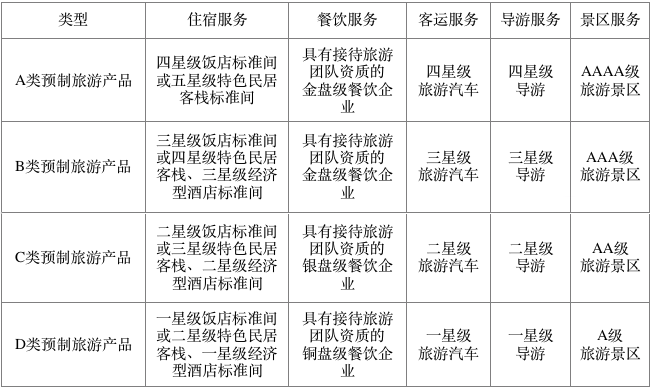 类型
住宿服务
餐饮服务
客运服务
导游服务
景区服务
A类预制旅游产品
四星级饭店标准间
或五星级特色民居
客栈标准间
具有接待旅游
团队资质的
金盘级餐饮企
业
四星级
旅游汽车
四星级
导游
AAAA级
旅游景区
B类预制旅游产品
三星级饭店标准间
或四星级特色民居
客栈、三星级经济
型酒店标准间
具有接待旅游
团队资质的
金盘级餐饮企
业
三星级
旅游汽车
三星级
导游
AAA级
旅游景区
C类预制旅游产品
二星级饭店标准间
或三星级特色民居
客栈、二星级经济
型酒店标准间
具有接待旅游
团队资质的
银盘级餐饮企
业
二星级
旅游汽车
二星级
导游
AA级
旅游景区
D类预制旅游产品
一星级饭店标准间
或二星级特色民居
客栈、一星级经济
型酒店标准间
具有接待旅游
团队资质的
铜盘级餐饮企
业
一星级
旅游汽车
一星级
导游
A级
旅游景区